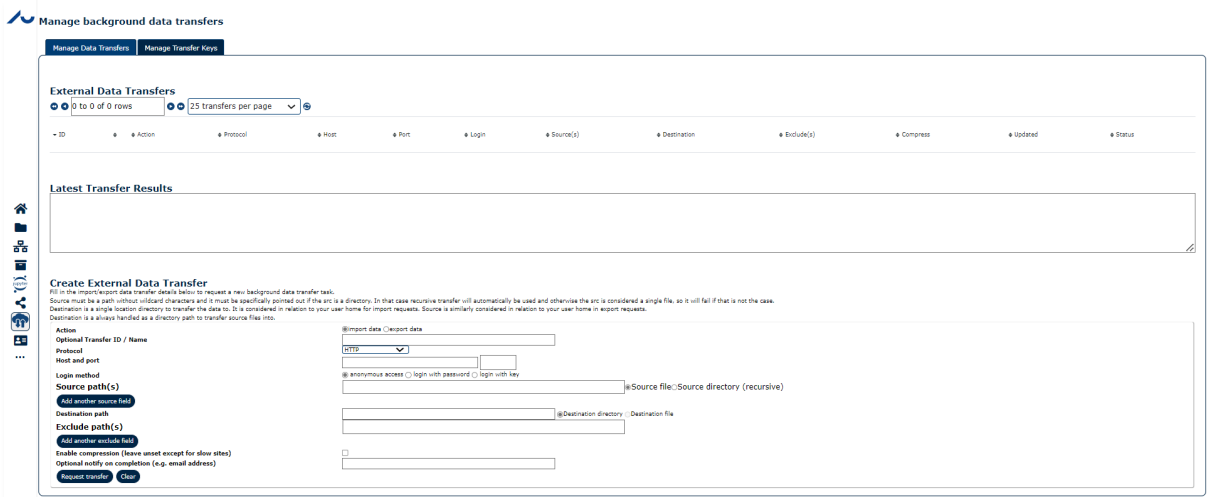 Manage background data transfers
Manage Data Transfers Manage Transfer Keys
External Data Transfers
0 to 0 of 0 rows 25 transfers per page
ID Action Protocol Host Port Login Source(s) Destination Exclude(s) Compress Updated Status
Latest Transfer Results
Create External Data Transfer
Fill in the import/export data transfer details below to request a new background data transfer task.
Source must be a path without wildcard characters and it must be specifically pointed out if the src is a directory. In that case recursive transfer will automatically be used and otherwise the src is considered a single file, so it will fail if that is not the case.
Destination is a single location directory to transfer the data to. It is considered in relation to your user home for import requests. Source is similarly considered in relation to your user home in export requests.
Destination is a always handled as a directory path to transfer source files into.
Action import data export data
Optional Transfer ID / Name
Protocol HTTP
Host and port
Login method anonymous access login with password login with key
Source path(s) Source file Source directory (recursive)
Add another source field
Destination path Destination directory Destination file
Exclude path(s)
Add another exclude field
Enable compression (leave unset except for slow sites)
Optional notify on completion (e.g. email address)
Request transfer Clear